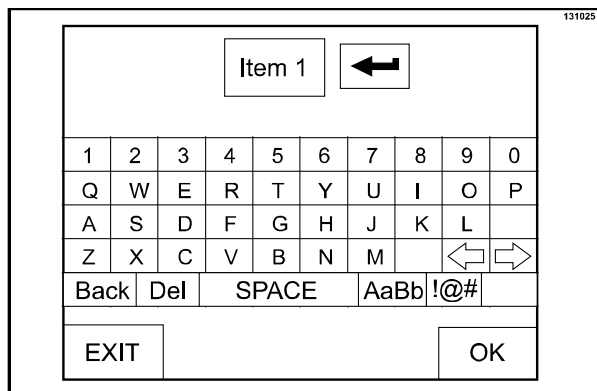 131025
Item 1
1 2 3 4 5 6 7 8 9 0
Q W E R T Y U I O P
A S D F G H J K L
Z X C V B N M
Back Del SPACE AaBb !@#
EXIT OK